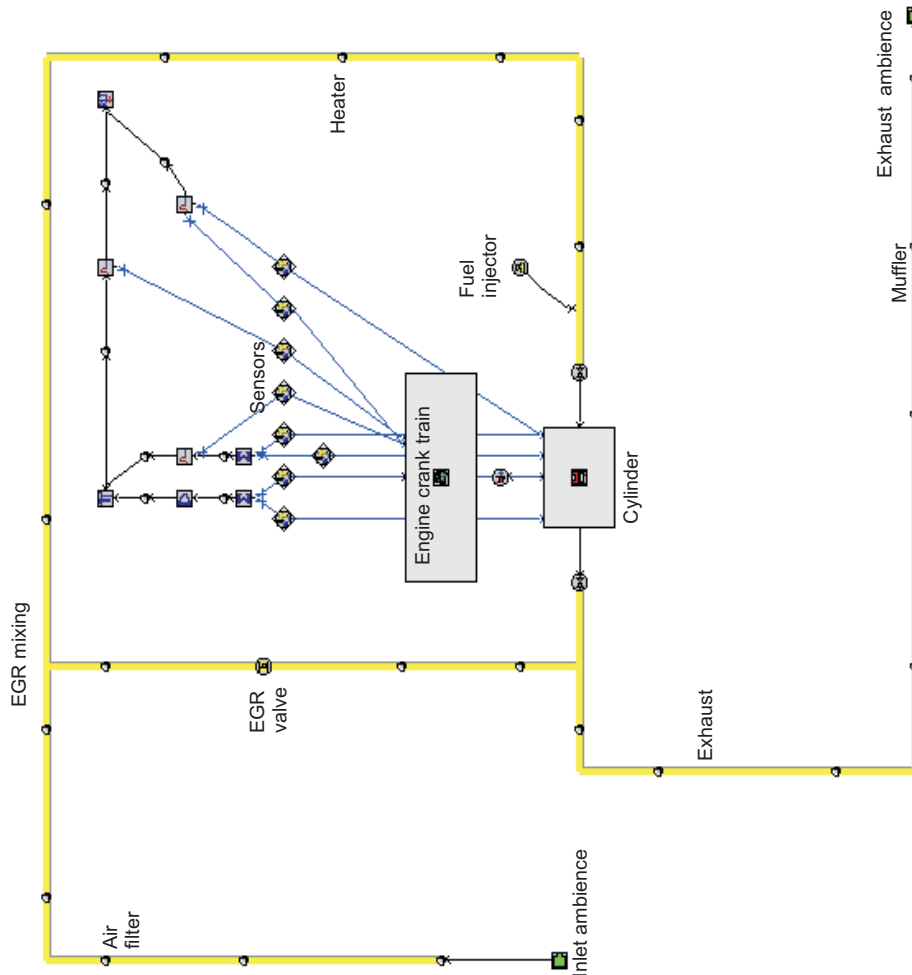 Exhaust ambience
Heater
Muffler
Fuel
injector
Sensors
Engine crank train
Cylinder
EGR mixing
EGR
valve
Exhaust
Air
filter
Inlet ambience